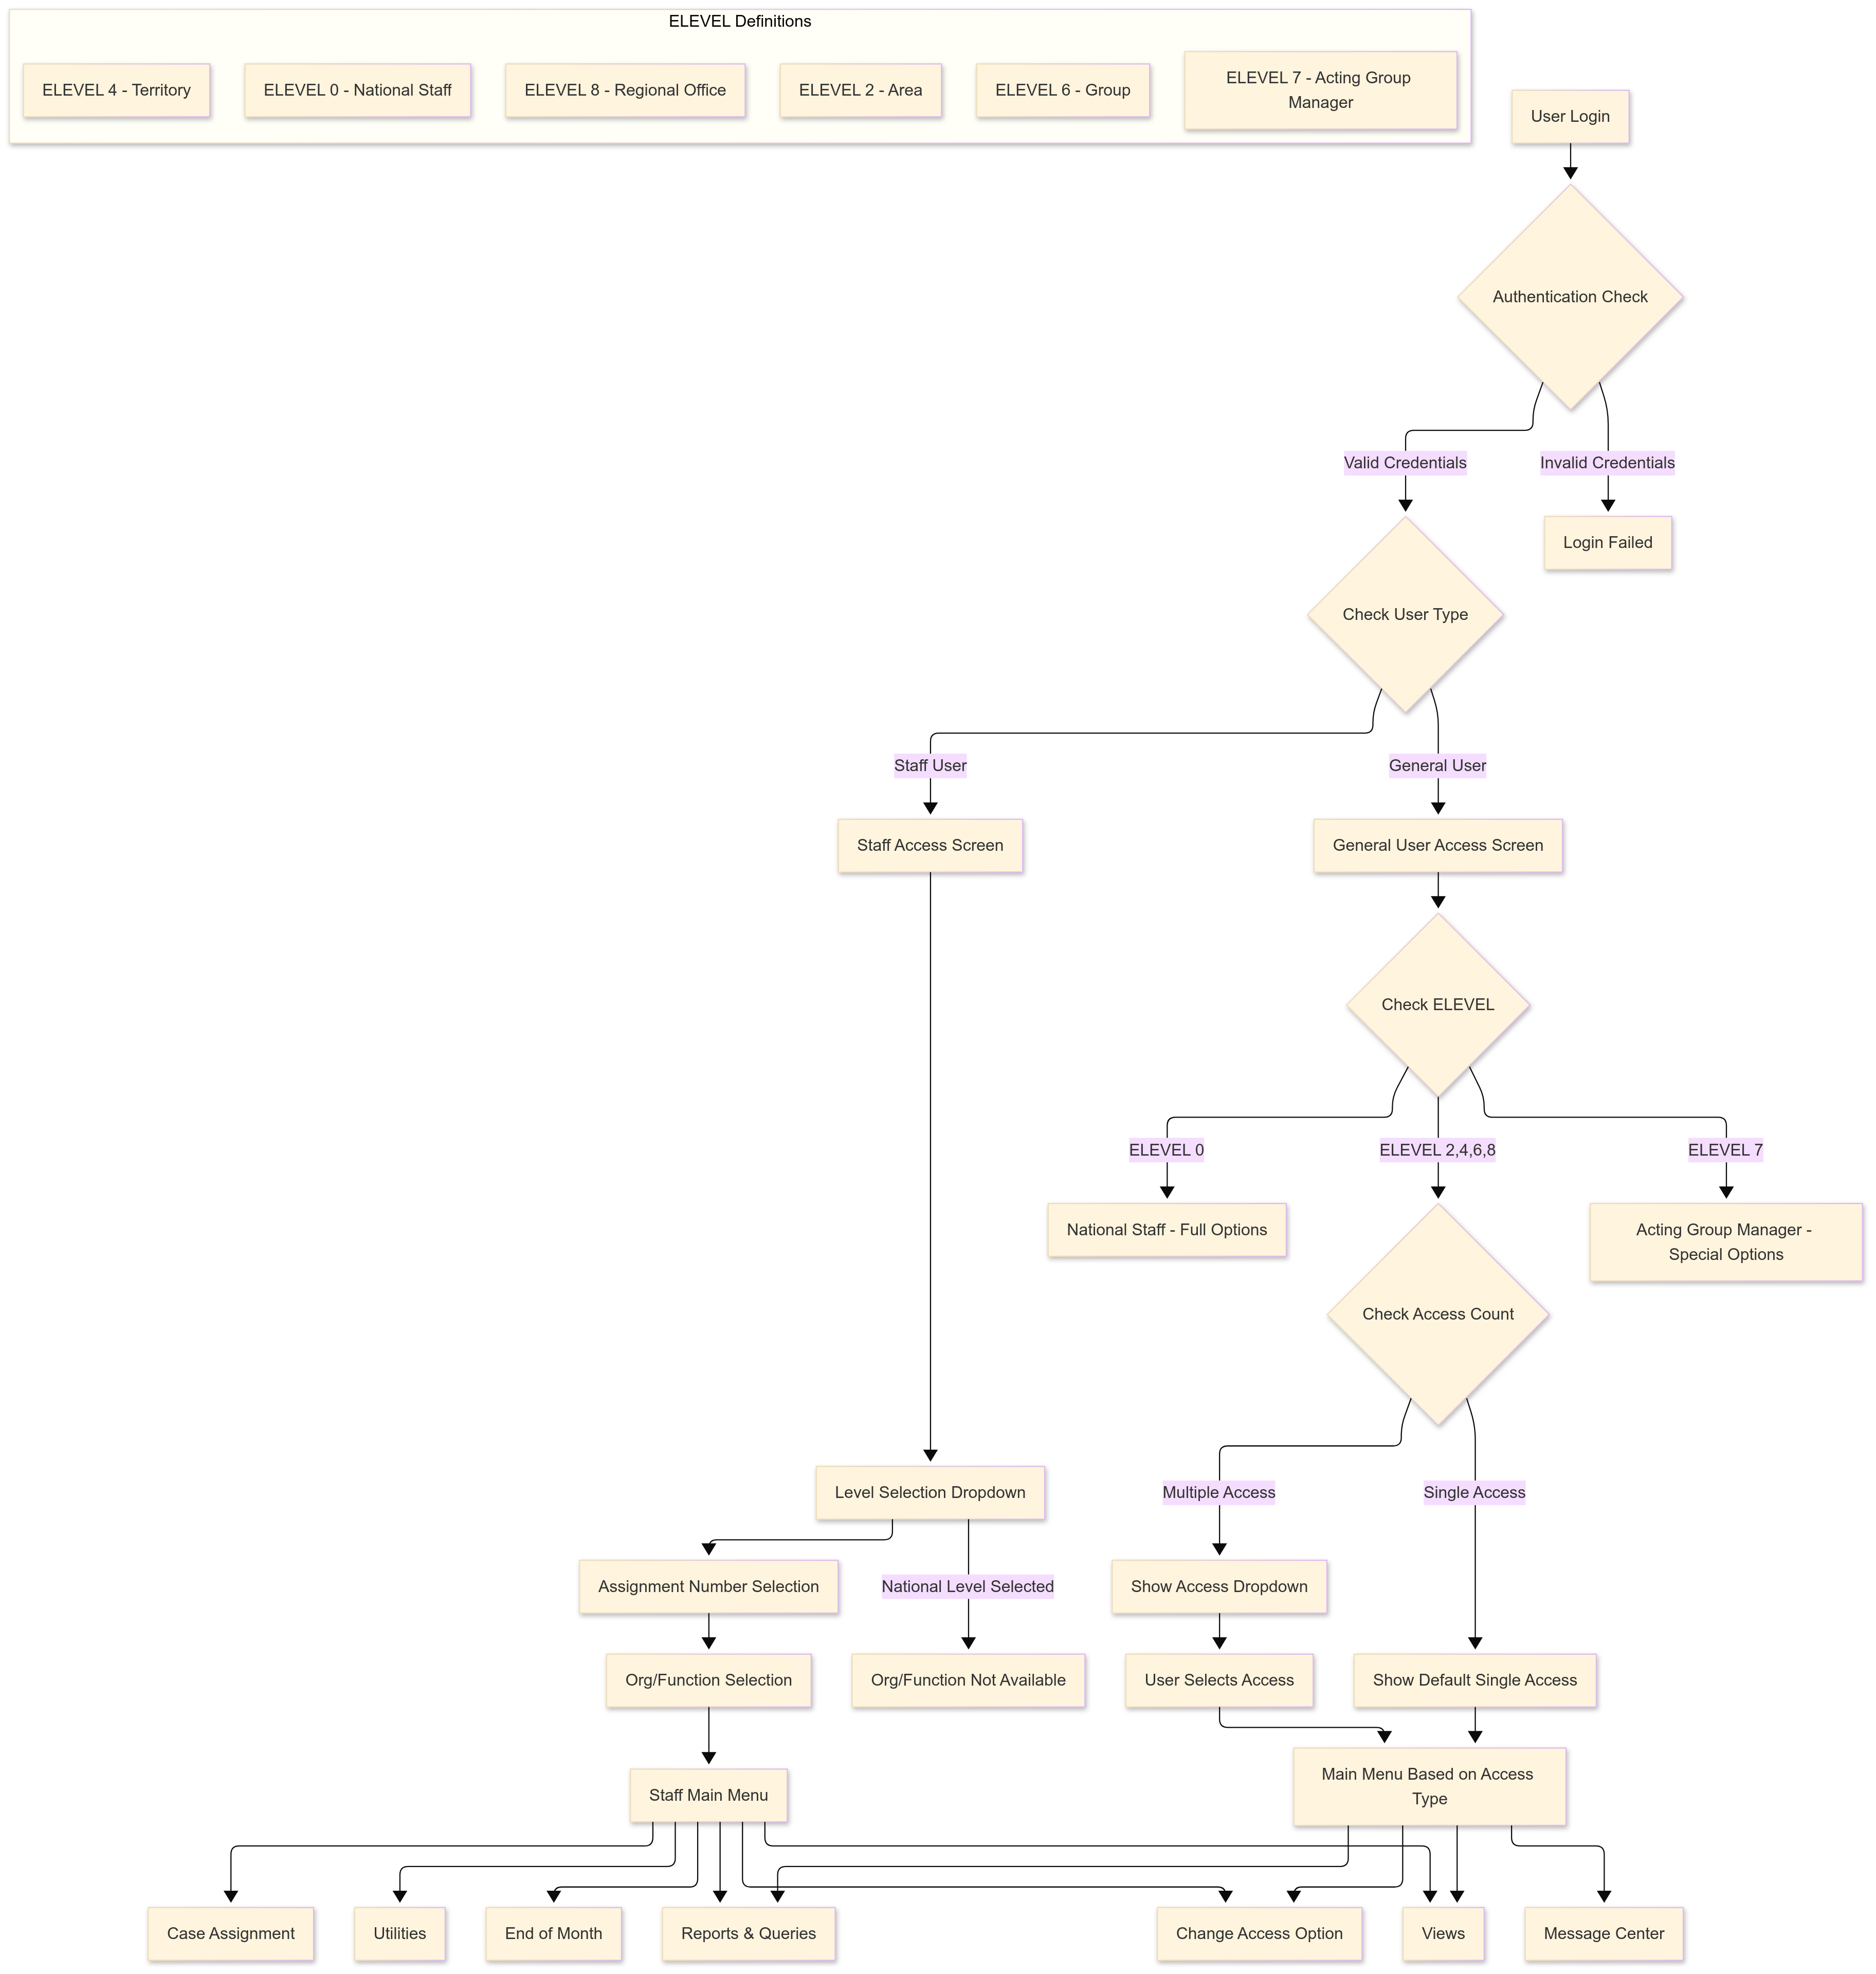 ELEVEL Definitions
ELEVEL 4 - Territory
ELEVEL 0 - National Staff
ELEVEL 8 - Regional Office
ELEVEL 2 - Area
ELEVEL 6 - Group
ELEVEL 7 - Acting Group
Manager
User Login
Authentication Check
Valid Credentials
Invalid Credentials
Login Failed
Check User Type
Staff User
General User
Staff Access Screen
General User Access Screen
Check ELEVEL
ELEVEL 0
ELEVEL 2,4,6,8
ELEVEL 7
National Staff - Full Options
Acting Group Manager -
Special Options
Check Access Count
Level Selection Dropdown
Multiple Access
Single Access
Assignment Number Selection
National Level Selected
Show Access Dropdown
Org/Function Selection
Org/Function Not Available
User Selects Access
Show Default Single Access
Staff Main Menu
Main Menu Based on Access
Type
Case Assignment
Utilities
End of Month
Reports & Queries
Change Access Option
Views
Message Center